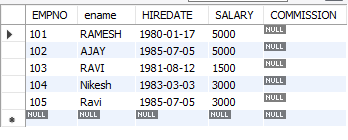 EMPNO ename HIREDATE SALARY COMMISSION
101 RAMESH 1980-01-17 5000 NULL
102 AJAY 1985-07-05 5000 NULL
103 RAVI 1981-08-12 1500 NULL
104 Nikesh 1983-03-03 3000 NULL
105 Ravi 1985-07-05 3000 NULL
NULL NULL NULL NULL NULL